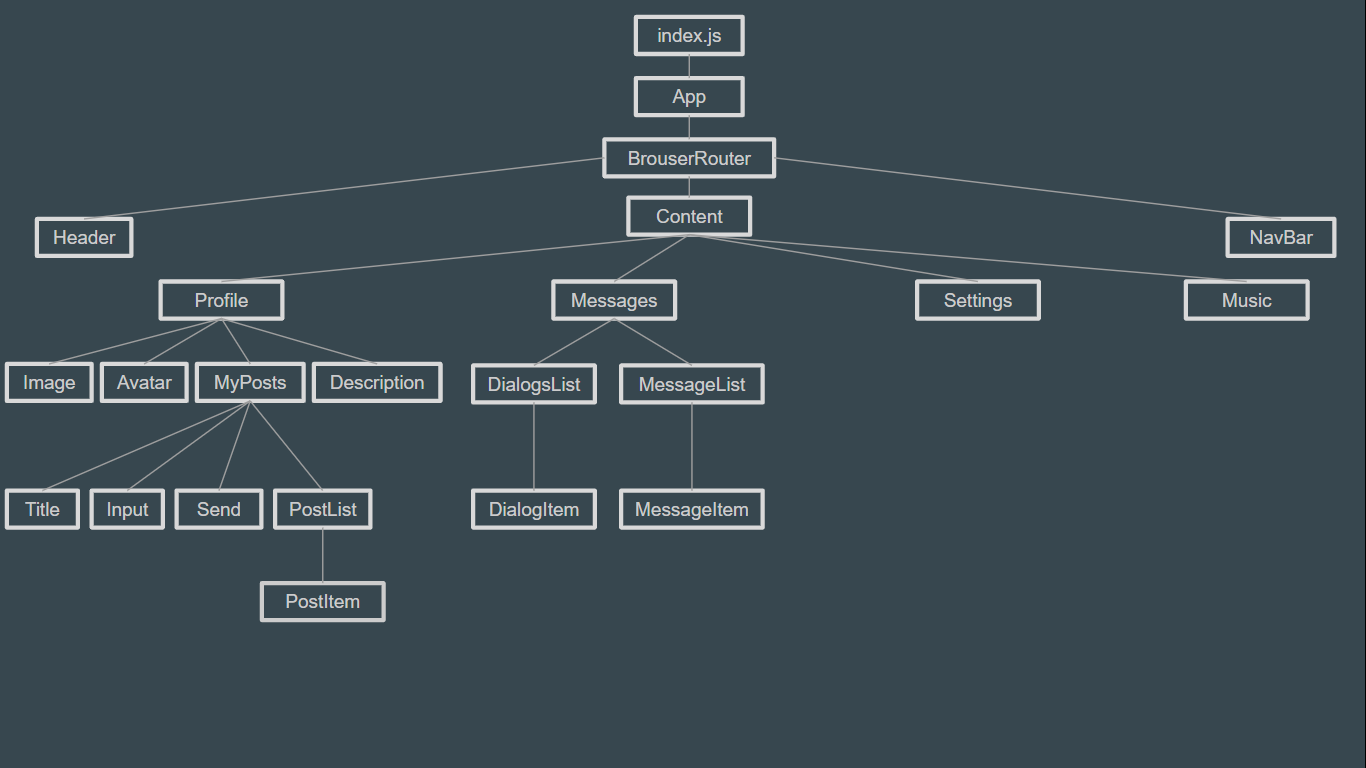 index.js
App
BrouserRouter
Content
Header
NavBar
Profile
Messages
Settings
Music
Image
Avatar
MyPosts
Description
DialogsList
MessageList
Title
Input
Send
PostList
DialogItem
MessageItem
PostItem